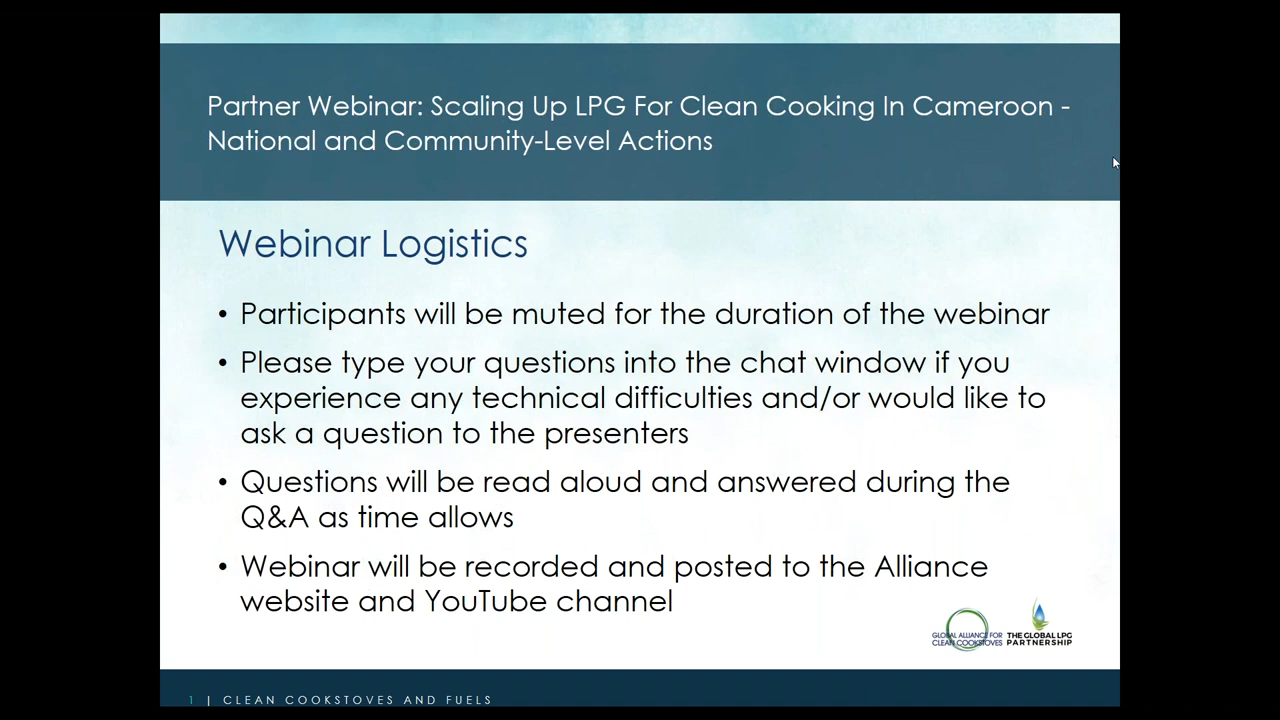 Partner Webinar: Scaling Up LPG For Clean Cooking In Cameroon -
National and Community-Level Actions
Webinar Logistics
• Participants will be muted for the duration of the webinar
• Please type your questions into the chat window if you
experience any technical difficulties and/or would like to
ask a question to the presenters
• Questions will be read aloud and answered during the
Q&A as time allows
• Webinar will be recorded and posted to the Alliance
website and YouTube channel
GLOBAL ALLIANCE FOR
CLEAN COOKSTOVES
THE GLOBAL LPG
PARTNERSHIP
1 | CLEAN COOKSTOVES AND FUELS